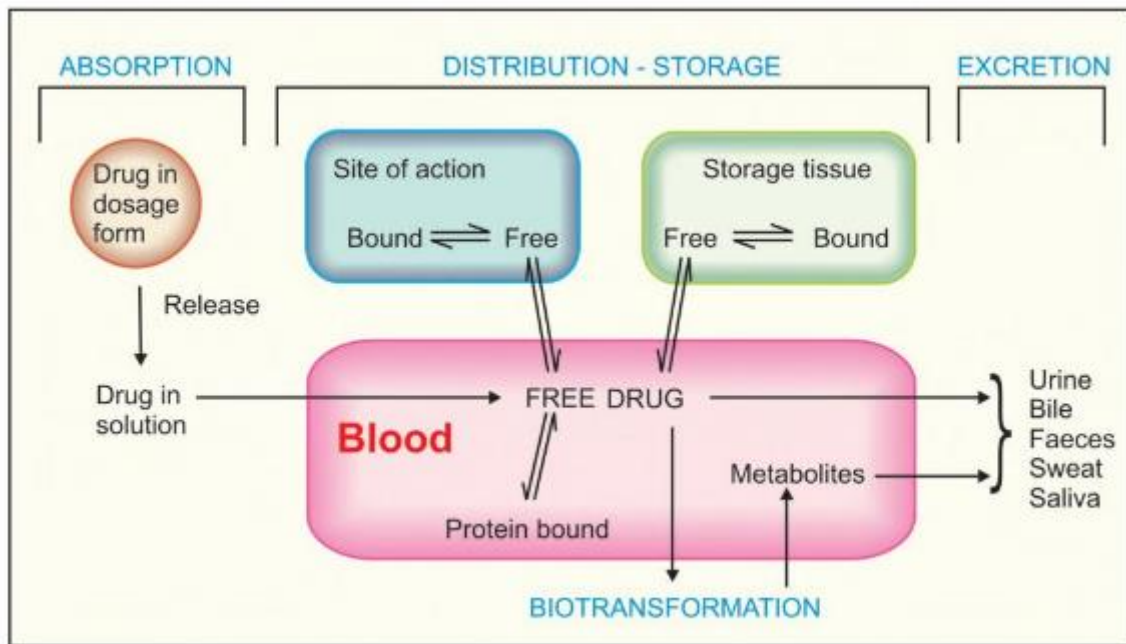 ABSORPTION
DISTRIBUTION - STORAGE
EXCRETION
Drug in
dosage
form
Release
Drug in
solution
Site of action
Bound
Free
Storage tissue
Free
Bound
FREE DRUG
Blood
Protein bound
Metabolites
BIOTRANSFORMATION
Urine
Bile
Faeces
Sweat
Saliva